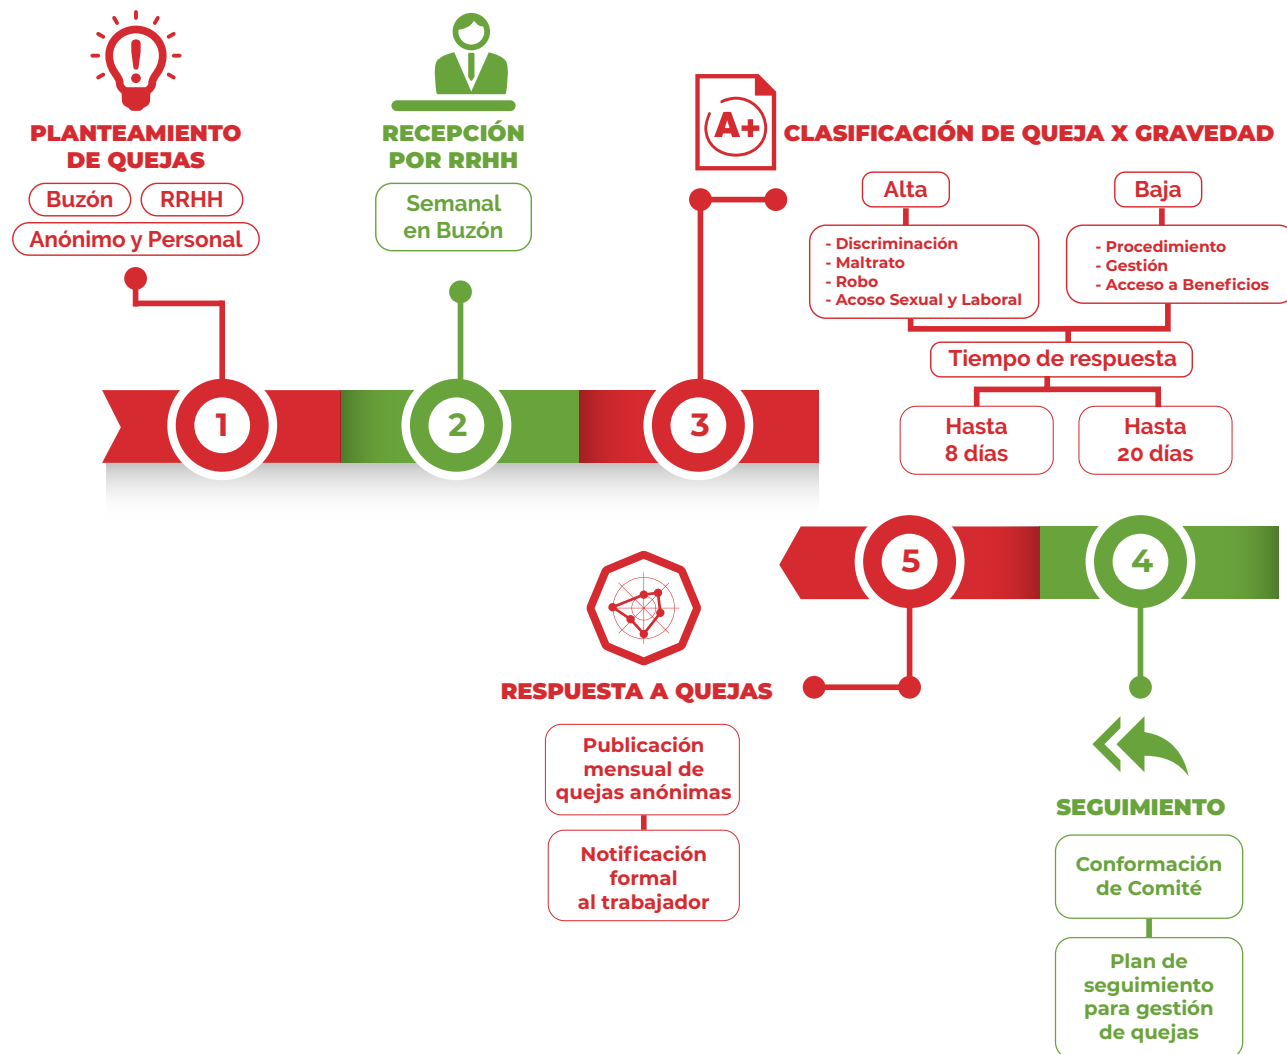 PLANTEAMIENTO
DE QUEJAS
Buzón
RRHH
Anónimo y Personal
1
RECEPCIÓN
POR RRHH
Semanal
en Buzón
2
A+
CLASIFICACIÓN DE QUEJA X GRAVEDAD
Alta
- Discriminación
- Maltrato
- Robo
- Acoso Sexual y Laboral
Baja
- Procedimiento
- Gestión
- Acceso a Beneficios
Tiempo de respuesta
Hasta
8 días
Hasta
20 días
3
4
SEGUIMIENTO
Conformación
de Comité
Plan de
seguimiento
para gestión
de quejas
5
RESPUESTA A QUEJAS
Publicación
mensual de
quejas anónimas
Notificación
formal
al trabajador